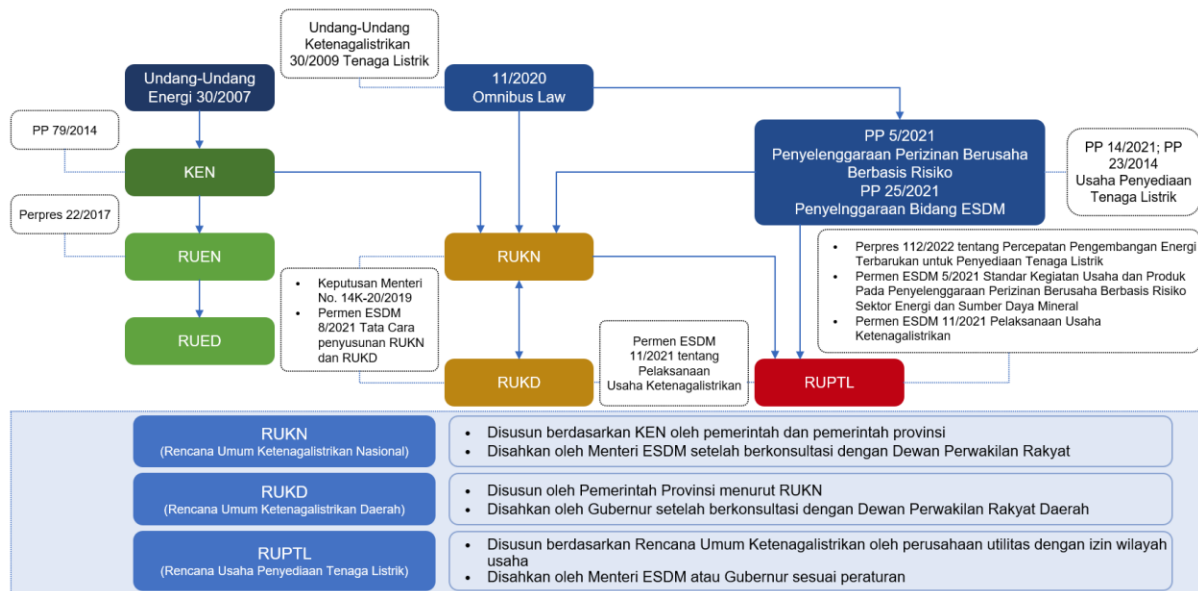 Undang-Undang
Ketenagalistrikan
30/2009 Tenaga Listrik
Undang-Undang
Energi 30/2007
11/2020
Omnibus Law
PP 79/2014
KEN
PP 5/2021
Penyelenggaraan Perizinan Berusaha
Berbasis Risiko
PP 25/2021
Penyelnggaraan Bidang ESDM
PP 14/2021; PP
23/2014
Usaha Penyediaan
Tenaga Listrik
Perpres 22/2017
RUEN
RUKN
• Perpres 112/2022 tentang Percepatan Pengembangan Energi
Terbarukan untuk Penyediaan Tenaga Listrik
• Permen ESDM 5/2021 Standar Kegiatan Usaha dan Produk
Pada Penyelenggaraan Perizinan Berusaha Berbasis Risiko
Sektor Energi dan Sumber Daya Mineral
• Permen ESDM 11/2021 Pelaksanaan Usaha
Ketenagalistrikan
• Keputusan Menteri
No. 14K-20/2019
• Permen ESDM
8/2021 Tata Cara
penyusunan RUKN
dan RUKD
RUED
RUKD
Permen ESDM
11/2021 tentang
Pelaksanaan
Usaha Ketenagalistrikan
RUPTL
RUKN
(Rencana Umum Ketenagalistrikan Nasional)
• Disusun berdasarkan KEN oleh pemerintah dan pemerintah provinsi
• Disahkan oleh Menteri ESDM setelah berkonsultasi dengan Dewan Perwakilan Rakyat
RUKD
(Rencana Umum Ketenagalistrikan Daerah)
• Disusun oleh Pemerintah Provinsi menurut RUKN
• Disahkan oleh Gubernur setelah berkonsultasi dengan Dewan Perwakilan Rakyat Daerah
RUPTL
(Rencana Usaha Penyediaan Tenaga Listrik)
• Disusun berdasarkan Rencana Umum Ketenagalistrikan oleh perusahaan utilitas dengan izin wilayah
usaha
• Disahkan oleh Menteri ESDM atau Gubernur sesuai peraturan